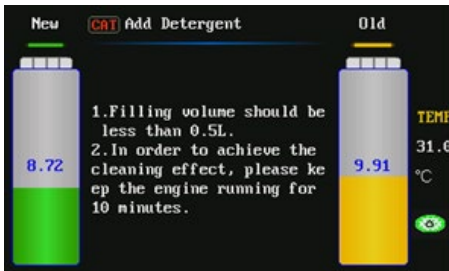 New
CAT Add Detergent
Old
1.Filling volume should be
less than 0.5L.
2.In order to achieve the
cleaning effect, please ke
ep the engine running for
10 minutes.
8.72
9.91
TEMP
31.0
℃